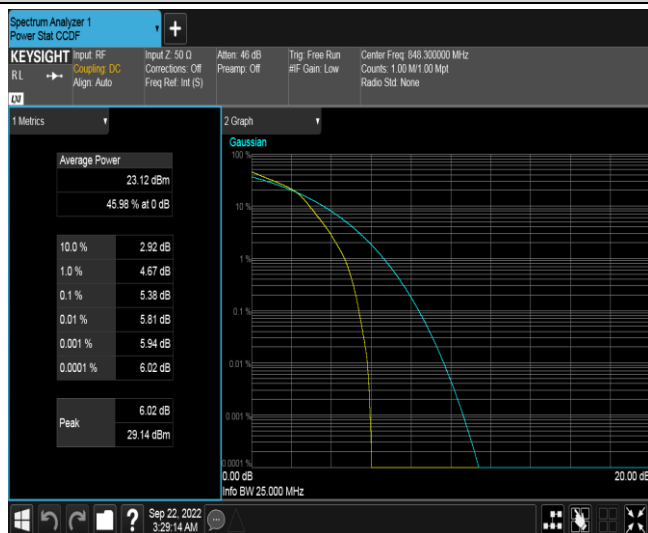 Spectrum Analyzer 1
Power Stat CCDF
+
KEYSIGHT
RL
LXI
Input: RF
Coupling: DC
Align: Auto
Input Z: 50 Ω
Corrections: Off
Freq Ref: Int (S)
Atten: 46 dB
Preamp: Off
Trig: Free Run
#IF Gain: Low
Center Freq: 848.300000 MHz
Counts: 1.00 M/1.00 Mpt
Radio Std: None
1 Metrics
Average Power
23.12 dBm
45.98 % at 0 dB
10.0 % 2.92 dB
1.0 % 4.67 dB
0.1 % 5.38 dB
0.01 % 5.81 dB
0.001 % 5.94 dB
0.0001 % 6.02 dB
Peak
6.02 dB
29.14 dBm
2 Graph
Gaussian
100 %
10 %
1 %
0.1 %
0.01 %
0.001 %
0.0001 %
0.00 dB 20.00 dB
Info BW 25.000 MHz
?
Sep 22, 2022
3:29:14 AM